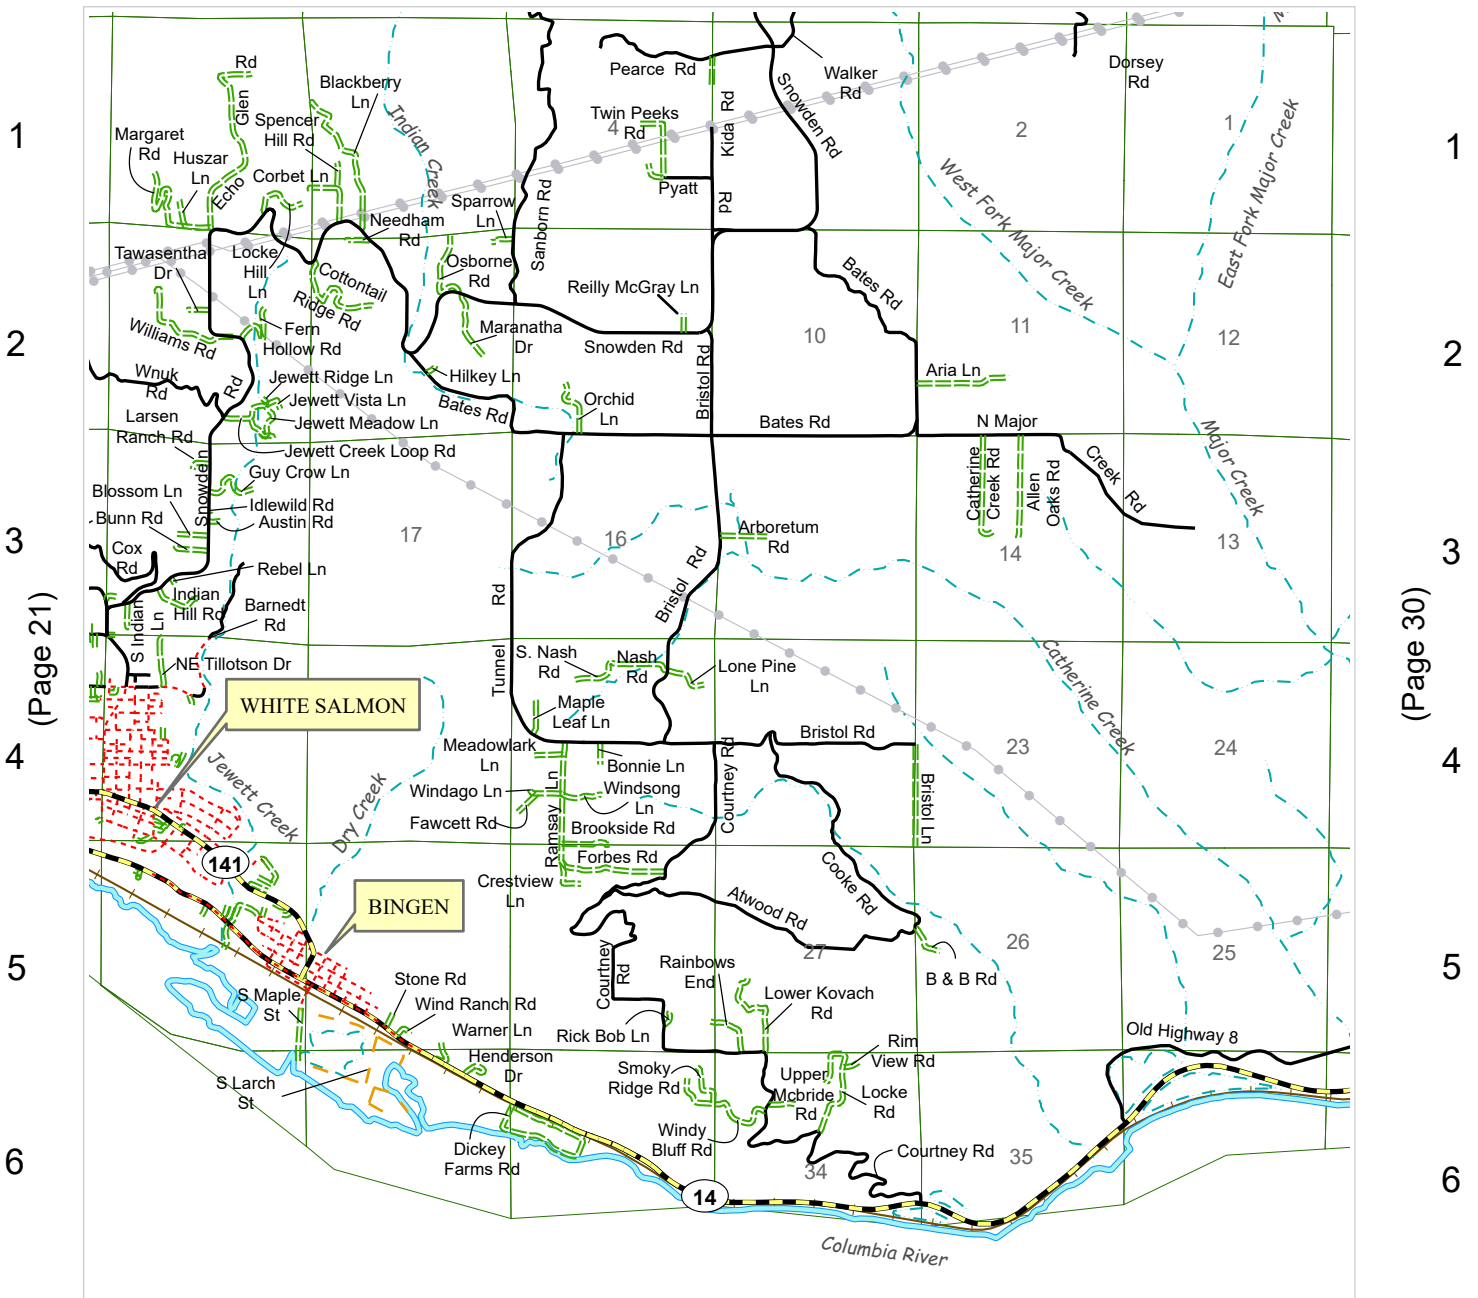 Rd
Glen
Echo
Blackberry
Ln
Spencer
Hill Rd
Margaret
Rd
Huszar
Ln
Corbet Ln
Indian Creek
Needham
Rd
Sparrow
Ln
Sanborn Rd
Pearce Rd
Twin Peeks
Rd
4
Pyatt
Kida Rd
Rd
Snowden Rd
Walker
Rd
Dorsey
Rd
2
1
West Fork Major Creek
East Fork Major Creek
1
1
Tawasentha
Dr
Locke
Hill
Ln
Cottontail
Ridge Rd
Osborne
Rd
Reilly McGray Ln
Bates Rd
Williams Rd
Fern
Hollow Rd
Maranatha
Dr
Snowden Rd
10
11
12
2
2
Wnuk
Rd
Rd
Jewett Ridge Ln
Jewett Vista Ln
Jewett Meadow Ln
Hilkey Ln
Bates Rd
Orchid
Ln
Bristol Rd
Bates Rd
Aria Ln
N Major
Creek Rd
Major Creek
Larsen
Ranch Rd
Jewett Creek Loop Rd
Guy Crow Ln
Snowden
Blossom Ln
Idlewild Rd
Bunn Rd
Austin Rd
Catherine
Creek Rd
Allen
Oaks Rd
17
16
Arboretum
Rd
14
13
3
3
Cox
Rd
Rebel Ln
Indian
Hill Rd
Barnedt
Rd
S Indian
Ln
Rd
Tunnel
Bristol Rd
(Page 21)
(Page 30)
NE Tillotson Dr
S. Nash
Rd
Nash
Rd
Lone Pine
Ln
Catherine Creek
WHITE SALMON
Maple
Leaf Ln
Bristol Rd
Meadowlark
Ln
Bonnie Ln
Courtney Rd
23
24
4
4
Jewett Creek
Dry Creek
Windago Ln
Windsong
Ln
Fawcett Rd
Ramsay Ln
Brookside Rd
Forbes Rd
Bristol Ln
141
Crestview
Ln
Cooke Rd
Atwood Rd
BINGEN
27
26
25
5
5
Courtney
Rd
Rainbows
End
B & B Rd
Stone Rd
S Maple
St
Wind Ranch Rd
Lower Kovach
Rd
Warner Ln
Rick Bob Ln
Old Highway 8
Henderson
Dr
S Larch
St
Smoky
Ridge Rd
Upper
Mcbride
Rd
Rim
View Rd
Locke
Rd
Dickey
Farms Rd
Windy
Bluff Rd
Courtney Rd
34
35
6
6
14
Columbia River